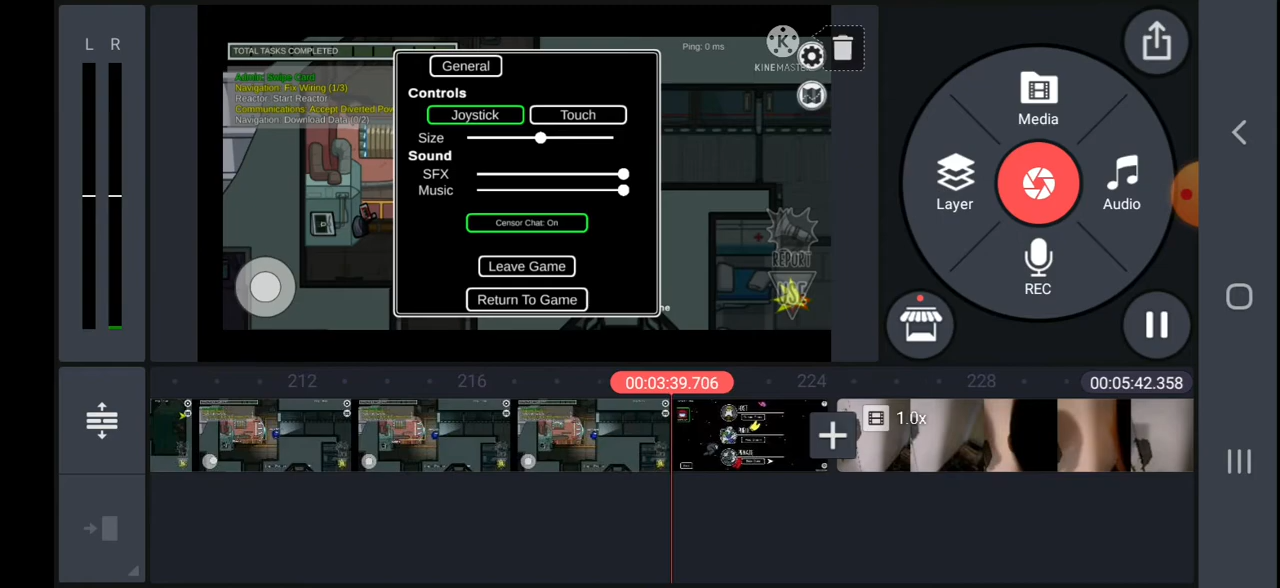 L R
TOTAL TASKS COMPLETED
Admin: Swipe Card
Navigation: Fix Wiring (1/3)
Reactor: Start Reactor
Communications: Accept Diverted Pow
Navigation: Download Data (0/2)
General
Controls
Joystick Touch
Size
Sound
SFX
Music
Censor Chat: On
Leave Game
Return To Game
Ping: 0 ms
KINEMAS
REPORT
USE
Media
Layer
Audio
REC
212 216 00:03:39.706 224 228 00:05:42.358
1.0x